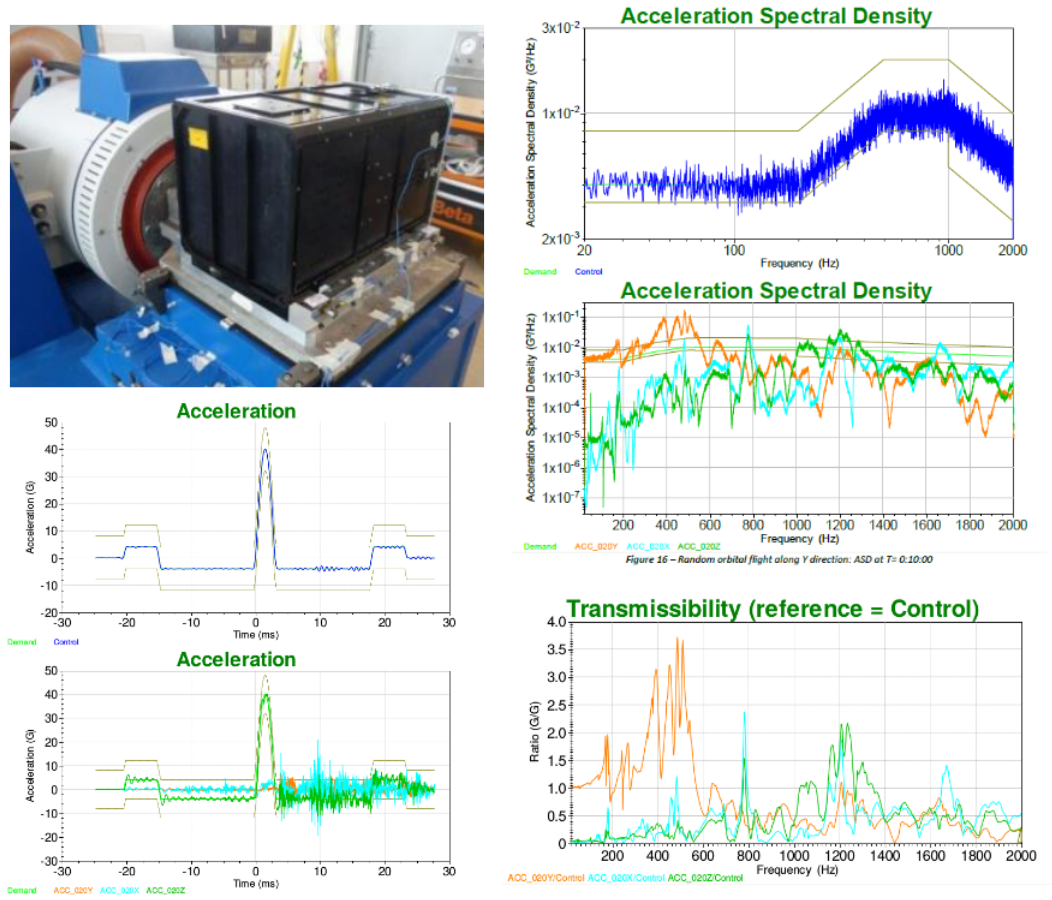 Beta
Acceleration Spectral Density
Acceleration Spectral Density (G²/Hz)
3x10⁻²
1x10⁻²
2x10⁻³
20 100 1000 2000
Frequency (Hz)
Demand Control
Acceleration Spectral Density
Acceleration Spectral Density (G²/Hz)
1x10⁻¹
1x10⁻²
1x10⁻³
1x10⁻⁴
1x10⁻⁵
1x10⁻⁶
1x10⁻⁷
200 400 600 800 1000 1200 1400 1600 1800 2000
Frequency (Hz)
Demand ACC_020Y ACC_020X ACC_020Z
Figure 16 – Random orbital flight along Y direction: ASD at T= 0:10:00
Acceleration
Acceleration (G)
50
40
30
20
10
0
-10
-20
-30 -20 -10 0 10 20 30
Time (ms)
Demand Control
Acceleration
Acceleration (G)
50
40
30
20
10
0
-10
-20
-30
-30 -20 -10 0 10 20 30
Time (ms)
Demand ACC_020Y ACC_020X ACC_020Z
Transmissibility (reference = Control)
Ratio (G/G)
4.0
3.5
3.0
2.5
2.0
1.5
1.0
0.5
0
200 400 600 800 1000 1200 1400 1600 1800 2000
Frequency (Hz)
ACC_020Y/Control ACC_020X/Control ACC_020Z/Control